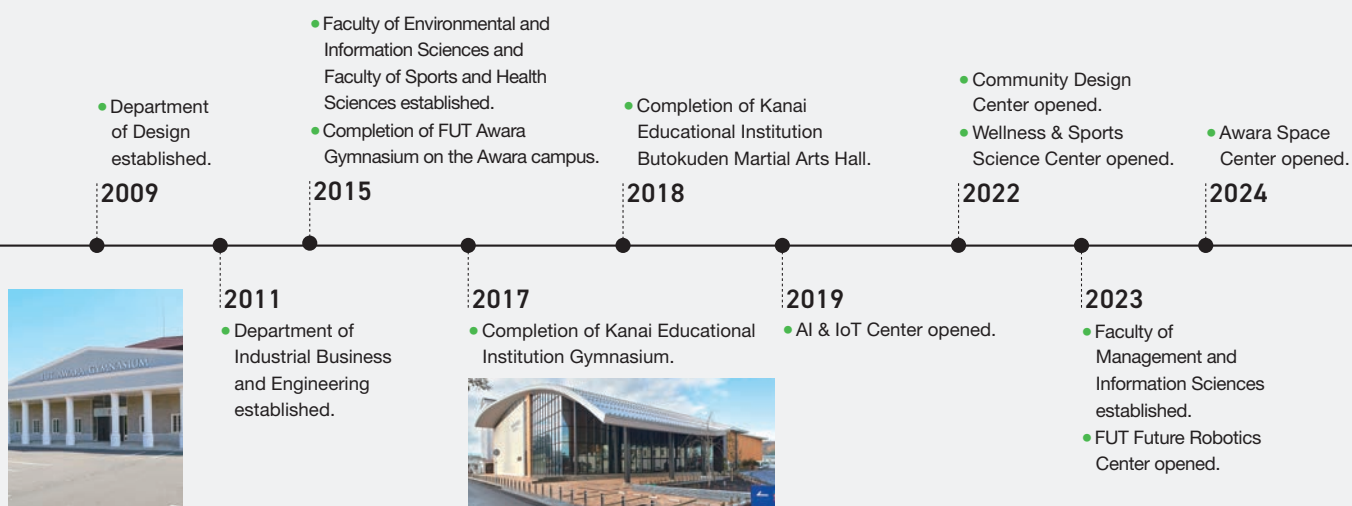 • Department
of Design
established.
2009
2011
• Department of
Industrial Business
and Engineering
established.
• Faculty of Environmental and
Information Sciences and
Faculty of Sports and Health
Sciences established.
• Completion of FUT Awara
Gymnasium on the Awara campus.
2015
2017
• Completion of Kanai Educational
Institution Gymnasium.
• Completion of Kanai
Educational Institution
Butokuden Martial Arts Hall.
2018
2019
• AI & IoT Center opened.
• Community Design
Center opened.
• Wellness & Sports
Science Center opened.
2022
2023
• Faculty of
Management and
Information Sciences
established.
• FUT Future Robotics
Center opened.
• Awara Space
Center opened.
2024
AWARA GYMNASIUM